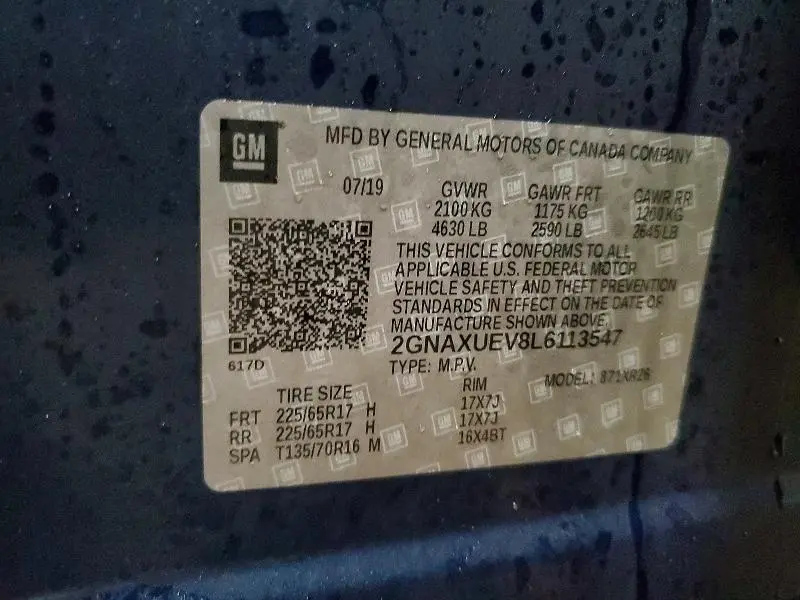 GM
MFD BY GENERAL MOTORS OF CANADA COMPANY
07/19 GVWR GAWR FRT GAWR RR
2100 KG 1175 KG 1200 KG
4630 LB 2590 LB 2645 LB
THIS VEHICLE CONFORMS TO ALL
APPLICABLE U.S. FEDERAL MOTOR
VEHICLE SAFETY AND THEFT PREVENTION
STANDARDS IN EFFECT ON THE DATE OF
MANUFACTURE SHOWN ABOVE.
2GNAXUEV8L6113547
617D
TYPE: M.P.V. MODEL: 871XR26
TIRE SIZE RIM
FRT 225/65R17 H 17X7J
RR 225/65R17 H 17X7J
SPA T135/70R16 M 16X4BT